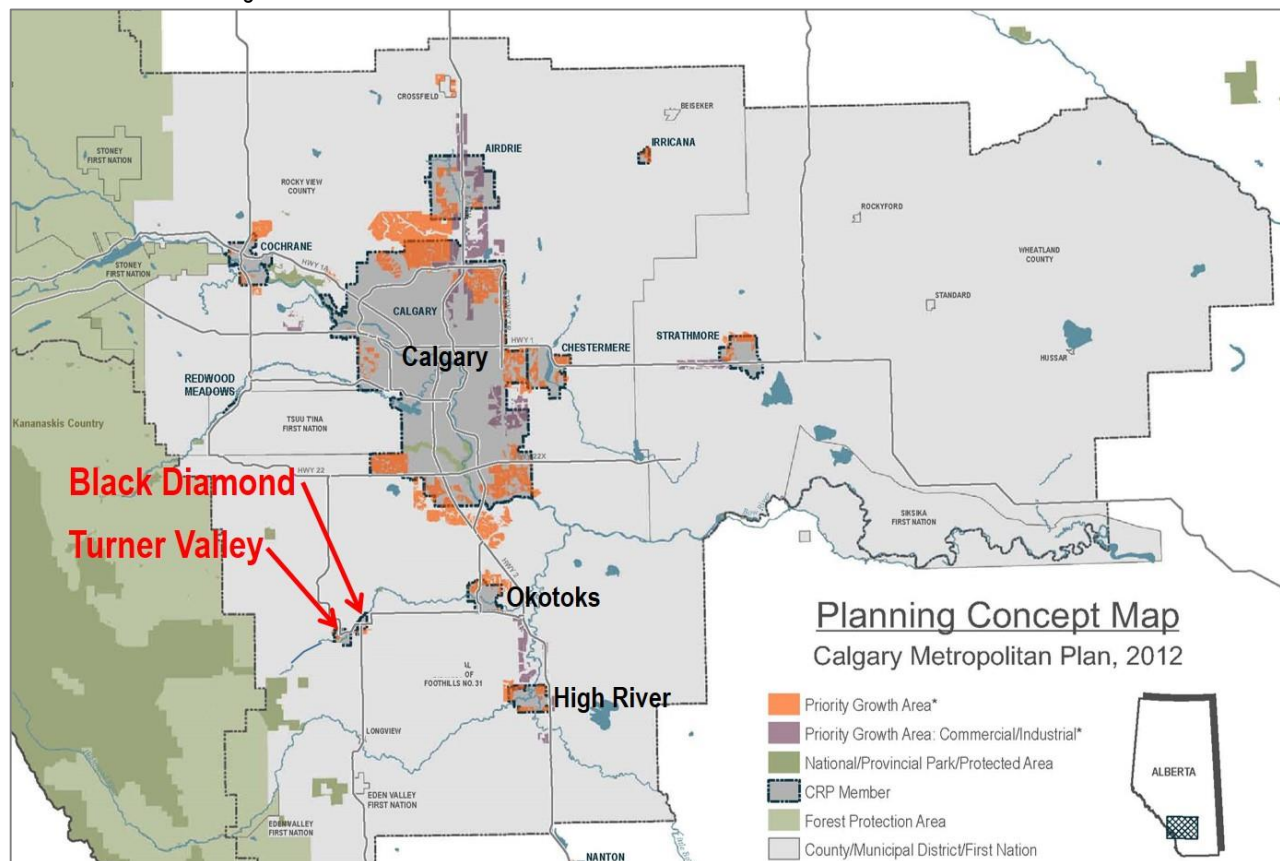 CROSSFIELD
BEISEKER
AIRDRIE
IRRICANA
STONEY
FIRST NATION
ROCKY VIEW
COUNTY
ROCKYFORD
COCHRANE
WHEATLAND
COUNTY
STONEY
FIRST NATION
HWY 1A
STANDARD
CALGARY
STRATHMORE
HWY 1
CHESTERMERE
Calgary
HUSSAR
REDWOOD
MEADOWS
TSUU T'INA
FIRST NATION
Kananaskis Country
HWY 22
22X
Black Diamond
SIKSIKA
FIRST NATION
Bow River
Turner Valley
HWY 2
Okotoks
AL
OF
FOOTHILLS NO. 31
High River
LONGVIEW
EDEN VALLEY
FIRST NATION
EDEN VALLEY
FIRST NATION
NANTON
Planning Concept Map
Calgary Metropolitan Plan, 2012
Priority Growth Area*
Priority Growth Area: Commercial/Industrial*
National/Provincial Park/Protected Area
CRP Member
Forest Protection Area
County/Municipal District/First Nation
ALBERTA